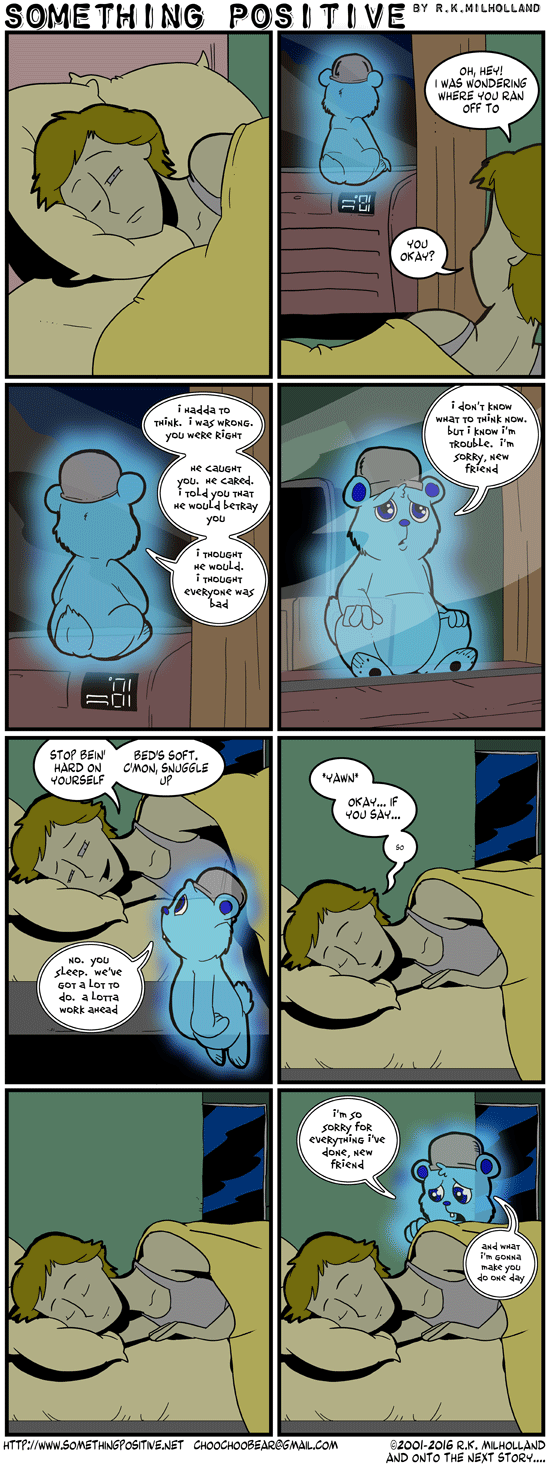 SOMETHING POSITIVE BY R.K.MILHOLLAND
OH, HEY!
I WAS WONDERING
WHERE YOU RAN
OFF TO
YOU
OKAY?
i HADDA TO
THINK. i WAS WRONG.
YOU WERE RIGHT
HE CAUGHT
YOU. HE CARED.
i TOLD YOU THAT
HE WOULD BETRAY
YOU
i THOUGHT
HE WOULD.
i THOUGHT
EVERYONE WAS
bad
i DON'T KNOW
WHAT TO THINK NOW.
bUT i KNOW i'M
TROUbLE. i'M
SORRY, NEW
FRiEND
STOP BEIN'
HARD ON
YOURSELF
BED'S SOFT.
C'MON, SNUGGLE
UP
NO. YOU
SLEEP. WE'VE
GOT A LOT TO
DO. A LOTTA
WORK AHEAD
*YAWN*
OKAY... IF
YOU SAY...
SO
i'M SO
SORRY FOR
EVERYTHING i'VE
DONE, NEW
FRiEND
AND WHAT
i'M GONNA
MAKE YOU
DO ONE DAY
HTTP://WWW.SOMETHINGPOSITIVE.NET CHOOCHOOBEAR@GMAIL.COM
©2001-2016 R.K. MILHOLLAND
AND ONTO THE NEXT STORY....